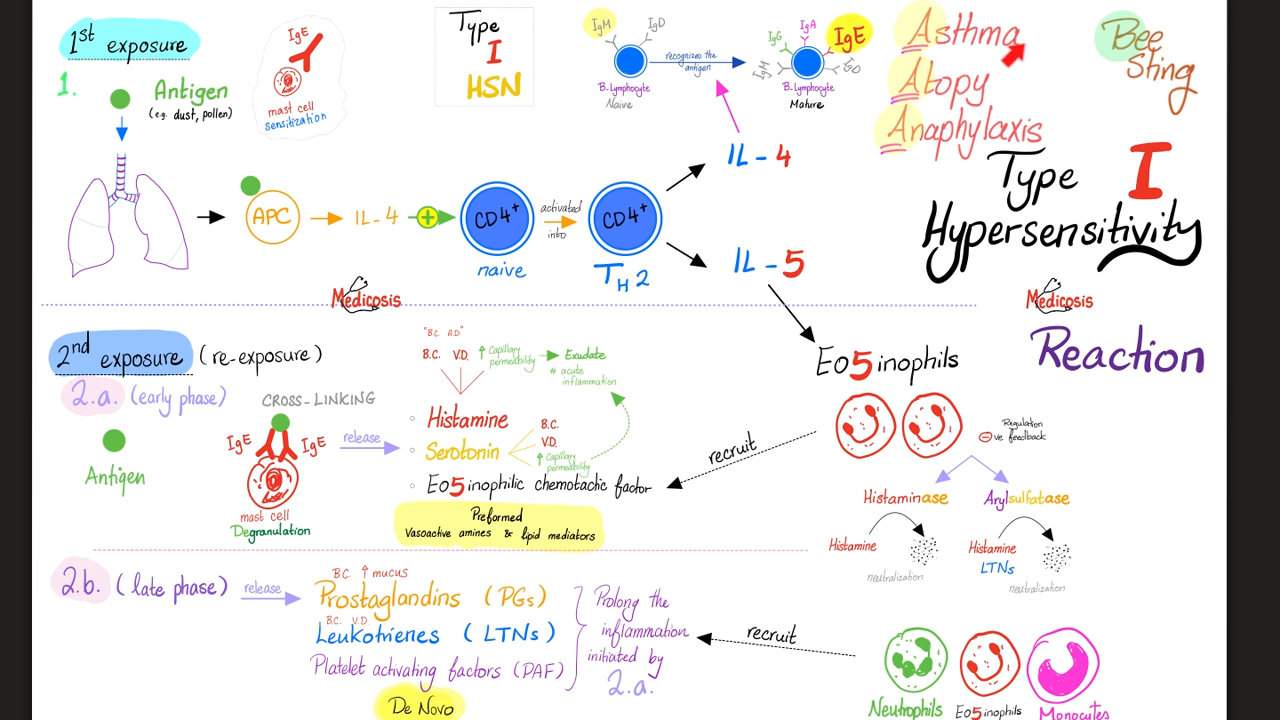 1st exposure
1.
Antigen
(e.g. dust, pollen)
IgE
mast cell
sensitization
Type
I
HSN
IgM
IgD
B-Lymphocyte
Naive
recognized the
antigen
IgG
IgA
IgE
IgM
IgD
B-Lymphocyte
Mature
Asthma
Atopy
Anaphylaxis
Bee
Sting
Type I
Hypersensitivity
Reaction
APC
IL-4
+
CD4+
naive
activated
into
CD4+
TH2
IL-4
IL-5
Medicosis
Medicosis
2nd exposure (re-exposure)
2.a. (early phase)
Antigen
CROSS-LINKING
IgE
IgE
mast cell
Degranulation
release
"B.C. A.D"
B.C. V.D. ↑ Capillary
permeability
Exudate
# acute
inflammation
Histamine
Serotonin
B.C.
V.D.
↑ Capillary
permeability
Eo5inophilic chemotactic factor
Preformed
Vasoactive amines & lipid mediators
recruit
Eo5inophils
Regulation
⊖ve feedback
Histaminase
Arylsulfatase
Histamine
neutralization
Histamine
LTNs
neutralization
2.b. (late phase)
release
B.C. ↑ mucus
Prostaglandins (PGs)
B.C. V.D.
Leukotrienes (LTNs)
Platelet activating factors (PAF)
De Novo
Prolong the
inflammation
initiated by
2.a.
recruit
Neutrophils
Eo5inophils
Monocytes